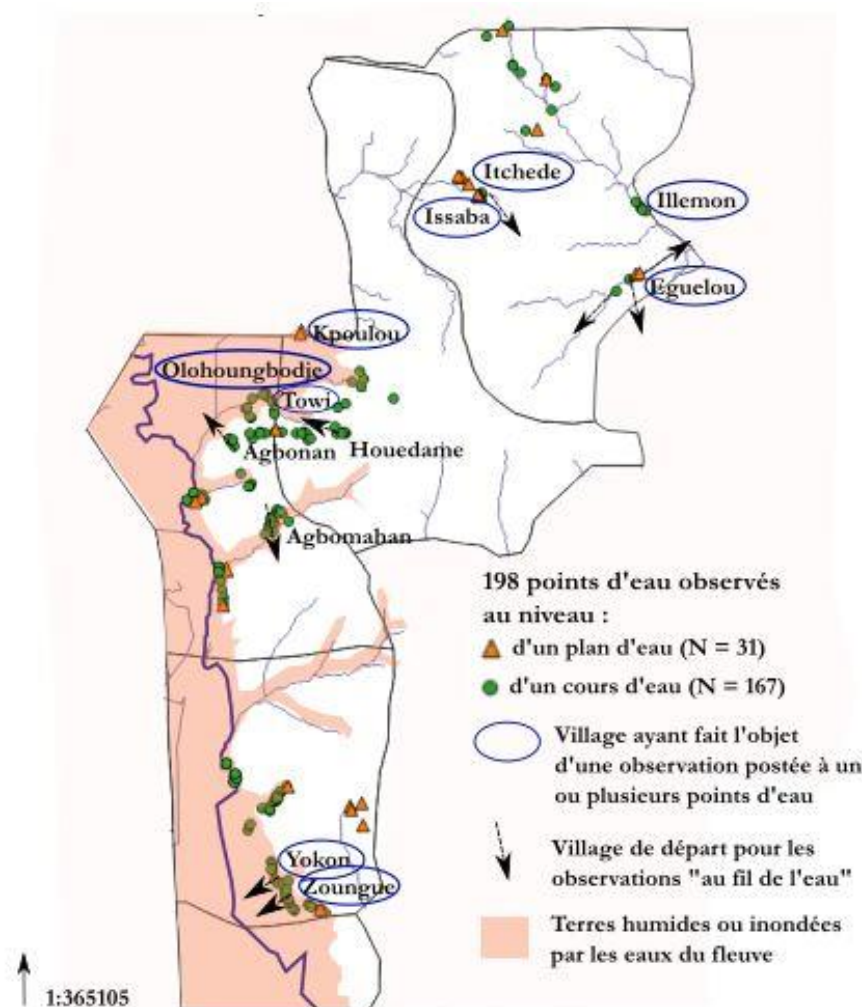 Itchede
Issaba
Illemon
Eguelou
Kpoulou
Olohoungbodje
Towi
Agbonan
Houedame
Agbomahan
198 points d'eau observés
au niveau :
d'un plan d'eau (N = 31)
d'un cours d'eau (N = 167)
Village ayant fait l'objet
d'une observation postée à un
ou plusieurs points d'eau
Yokon
Zoungue
Village de départ pour les
observations "au fil de l'eau"
Terres humides ou inondées
par les eaux du fleuve
1:365105